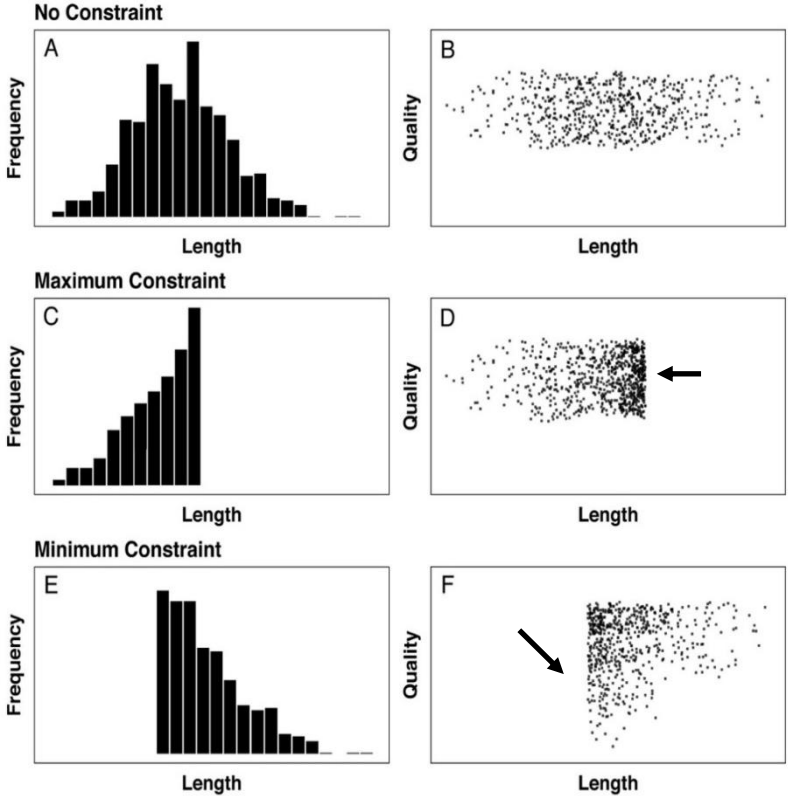 No Constraint
A
B
Frequency
Quality
Length
Length
Maximum Constraint
C
D
Frequency
Quality
Length
Length
Minimum Constraint
E
F
Frequency
Quality
Length
Length